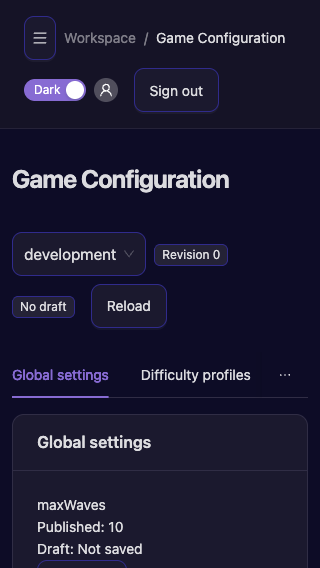 Workspace / Game Configuration
Dark
Sign out
Game Configuration
development
Revision 0
No draft
Reload
Global settings
Difficulty profiles
Global settings
maxWaves
Published: 10
Draft: Not saved